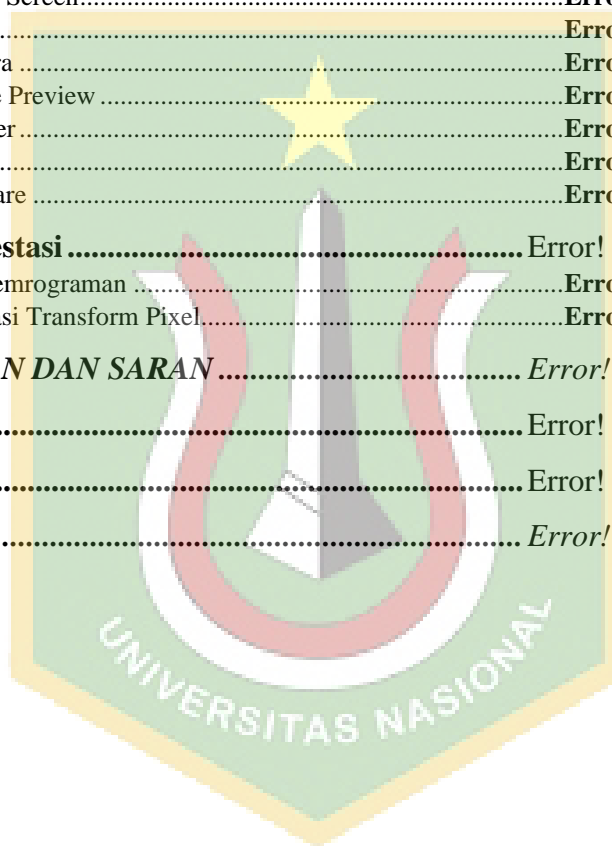 Screen..........................................................................Erro
.....................................................................................Erro
ra ................................................................................Erro
e Preview ....................................................................Erro
er ................................................................................Erro
.....................................................................................Erro
are ..............................................................................Erro
estasi .................................................................. Error!
emrograman ..............................................................Erro
si Transform Pixel.....................................................Erro
N DAN SARAN ............................................ Error!
........................................................................... Error!
........................................................................... Error!
........................................................................... Error!
UNIVERSITAS NASIONAL